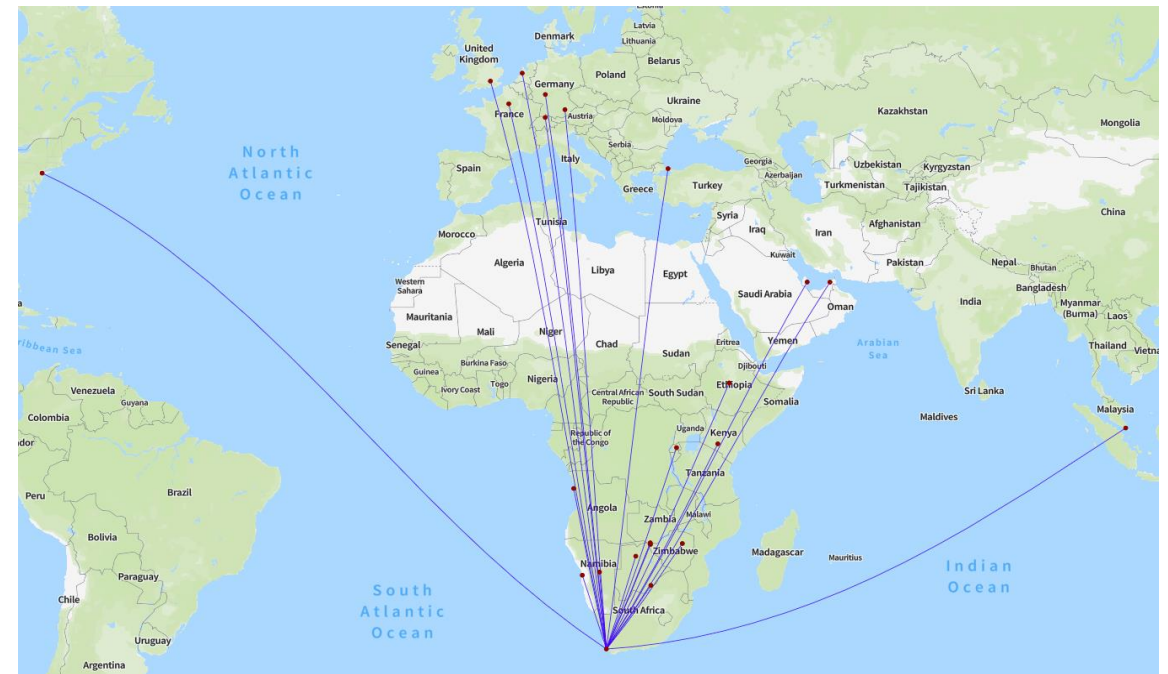 Estonia
Latvia
Denmark
Lithuania
United
Kingdom
Belarus
Poland
Germany
Ukraine
France
Austria
Kazakhstan
Moldova
Mongolia
Serbia
North
Atlantic
Ocean
Italy
Spain
Georgia
Uzbekistan
Kyrgyzstan
Azerbaijan
Greece
Turkey
Turkmenistan
Tajikistan
China
Syria
Tunisia
Iraq
Iran
Afghanistan
Morocco
Kuwait
Algeria
Libya
Egypt
Pakistan
Nepal
Bhutan
Western
Sahara
Saudi Arabia
Bangladesh
Oman
India
Myanmar
(Burma)
Laos
Mauritania
Mali
Niger
Chad
Senegal
Eritrea
Yemen
Arabian
Sea
Thailand
Sudan
Burkina Faso
Djibouti
Guinea
Ivory Coast
Togo
Nigeria
Ethiopia
Central African
Republic
South Sudan
Somalia
Sri Lanka
Venezuela
Guyana
Colombia
Maldives
Malaysia
Uganda
Kenya
Republic of
the Congo
Tanzania
Peru
Brazil
Angola
Zambia
Malawi
Bolivia
Zimbabwe
Madagascar
Mauritius
Namibia
Indian
Ocean
Paraguay
South
Atlantic
Ocean
Chile
South Africa
Uruguay
Argentina